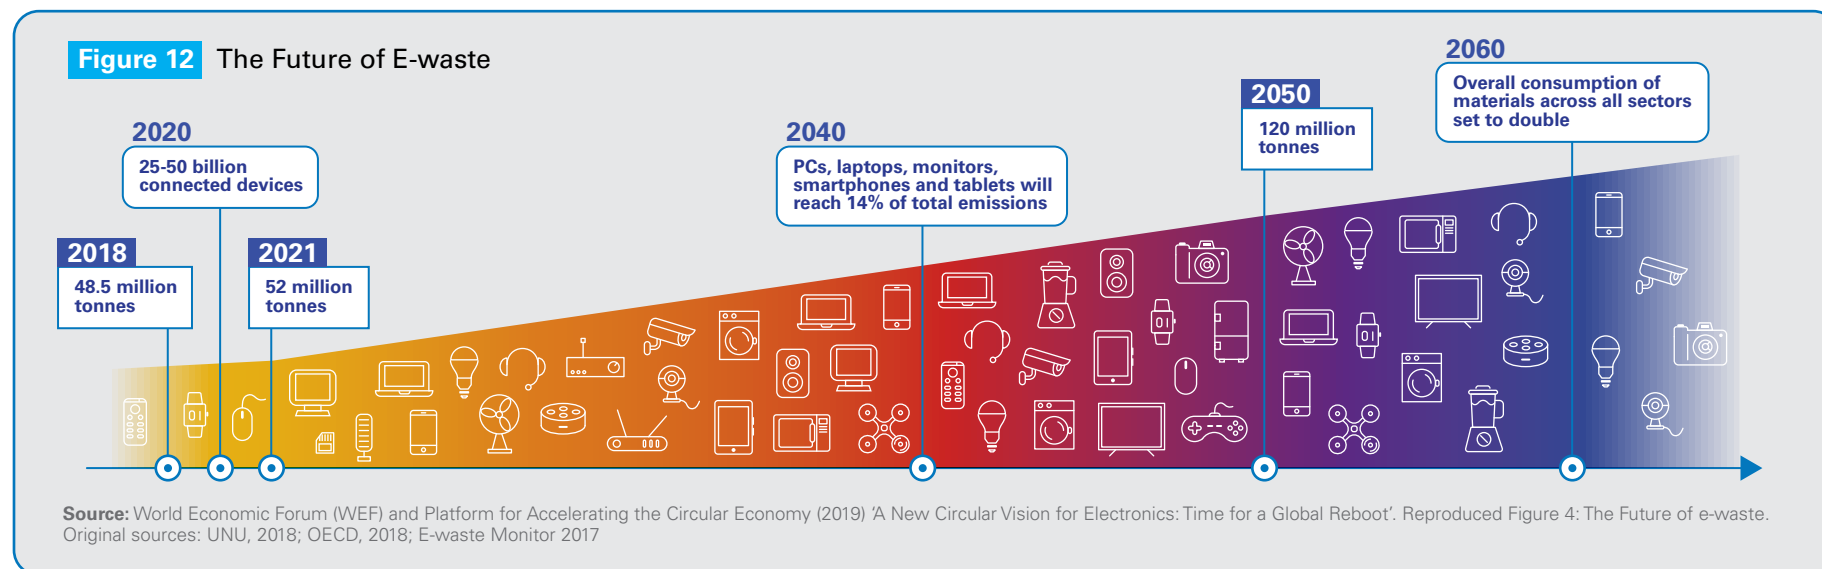 Figure 12 The Future of E-waste
2018
48.5 million
tonnes
2020
25-50 billion
connected devices
2021
52 million
tonnes
2040
PCs, laptops, monitors,
smartphones and tablets will
reach 14% of total emissions
2050
120 million
tonnes
2060
Overall consumption of
materials across all sectors
set to double
Source: World Economic Forum (WEF) and Platform for Accelerating the Circular Economy (2019) ‘A New Circular Vision for Electronics: Time for a Global Reboot’. Reproduced Figure 4: The Future of e-waste.
Original sources: UNU, 2018; OECD, 2018; E-waste Monitor 2017